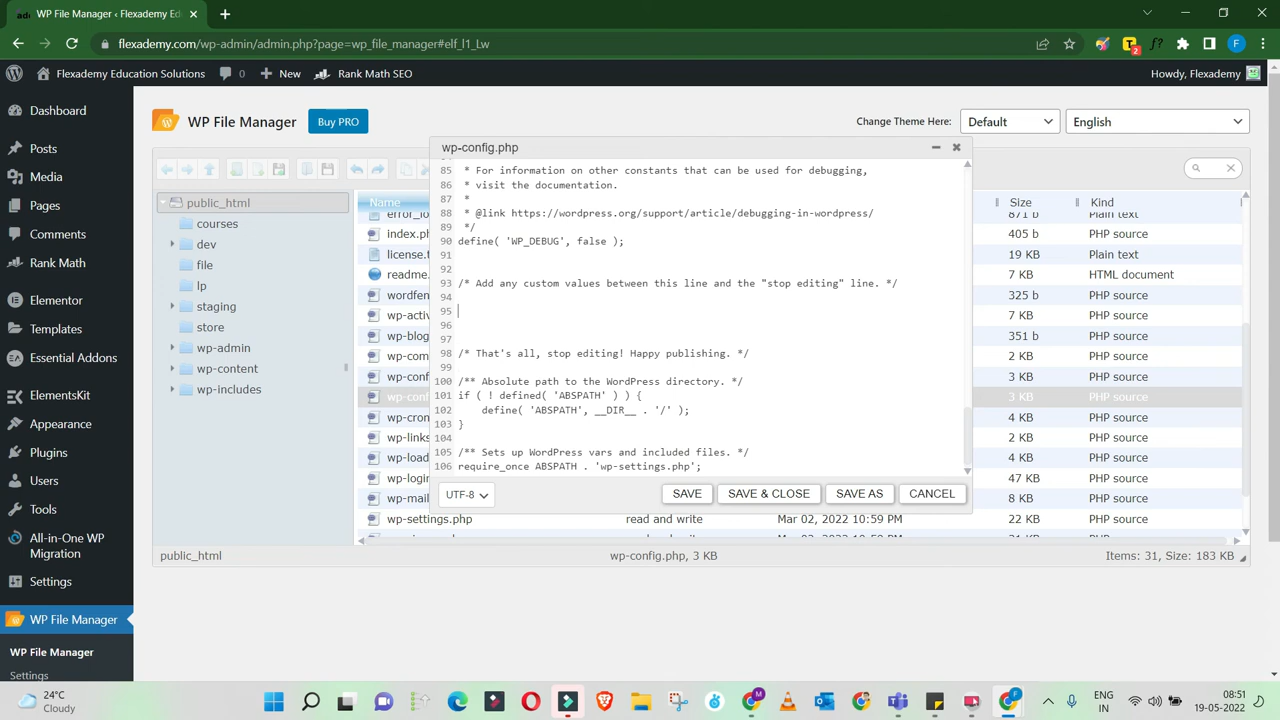 ade
Admin Panel
flexademy.com/wp-admin/admin.php?page=wp_file_manager#elf_l1_Lw
2
F
Flexademy Education Solutions
0
New
Rank Math SEO
Howdy, Flexademy
Dashboard
Posts
Media
Pages
Comments
Rank Math
Elementor
Essential Addons
ElementsKit
Appearance
Plugins
Users
Tools
All-in-One WP
Migration
Settings
WP File Manager
WP File Manager
Settings
WP File Manager
Buy PRO
Change Theme Here:
Default
English
public_html
courses
dev
file
lp
staging
store
wp-admin
wp-content
wp-includes
Name
Size
Kind
error_lo
871 b
Plain text
index.ph
405 b
PHP source
license.t
19 KB
Plain text
readme.
7 KB
HTML document
wordfen
325 b
PHP source
wp-activ
7 KB
PHP source
wp-blog
351 b
PHP source
wp-com
2 KB
PHP source
wp-conf
3 KB
PHP source
wp-conf
3 KB
PHP source
wp-cron
4 KB
PHP source
wp-links
2 KB
PHP source
wp-load
4 KB
PHP source
wp-login
47 KB
PHP source
wp-mail
8 KB
PHP source
wp-settings.php
read and write
Mar 02, 2022 10:59 PM
22 KB
PHP source
wp-config.php
85 * For information on other constants that can be used for debugging,
86 * visit the documentation.
87 *
88 * @link https://wordpress.org/support/article/debugging-in-wordpress/
89 */
90 define( 'WP_DEBUG', false );
91
92
93 /* Add any custom values between this line and the "stop editing" line. */
94
95
96
97
98 /* That's all, stop editing! Happy publishing. */
99
100 /** Absolute path to the WordPress directory. */
101 if ( ! defined( 'ABSPATH' ) ) {
102 define( 'ABSPATH', __DIR__ . '/' );
103 }
104
105 /** Sets up WordPress vars and included files. */
106 require_once ABSPATH . 'wp-settings.php';
UTF-8
SAVE
SAVE & CLOSE
SAVE AS
CANCEL
public_html
wp-config.php, 3 KB
Items: 31, Size: 183 KB
24°C
Cloudy
ENG
IN
08:51
19-05-2022